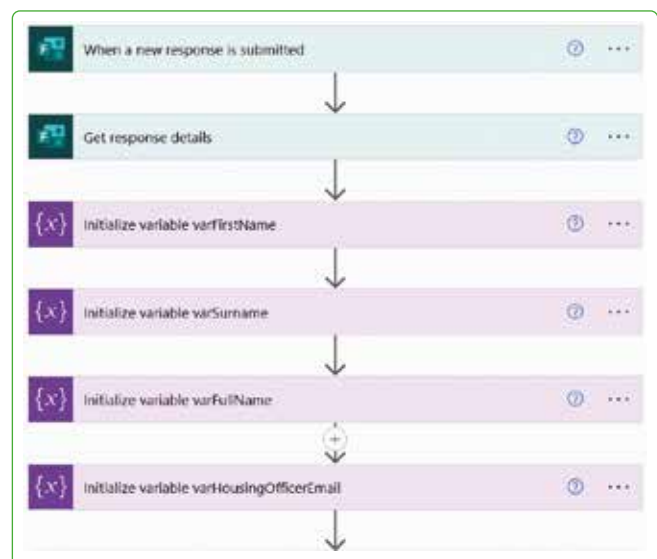 When a new response is submitted
Get response details
{x} Initialize variable varFirstName
{x} Initialize variable varSurname
{x} Initialize variable varFullName
{x} Initialize variable varHousingOfficerEmail